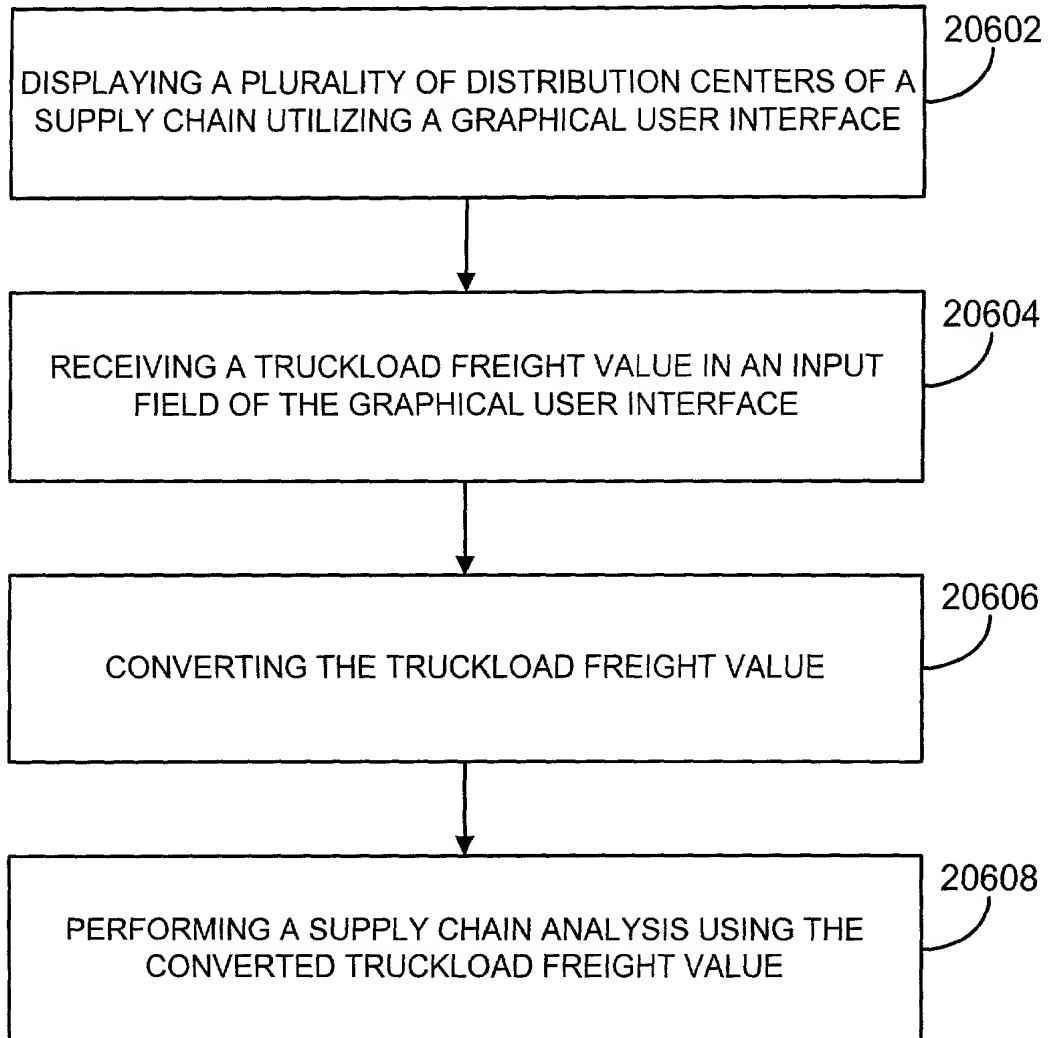 20602
DISPLAYING A PLURALITY OF DISTRIBUTION CENTERS OF A
SUPPLY CHAIN UTILIZING A GRAPHICAL USER INTERFACE
20604
RECEIVING A TRUCKLOAD FREIGHT VALUE IN AN INPUT
FIELD OF THE GRAPHICAL USER INTERFACE
20606
CONVERTING THE TRUCKLOAD FREIGHT VALUE
20608
PERFORMING A SUPPLY CHAIN ANALYSIS USING THE
CONVERTED TRUCKLOAD FREIGHT VALUE